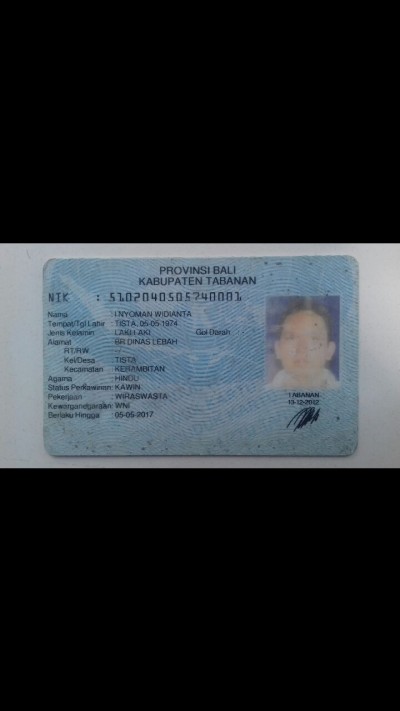 PROVINSI BALI
KABUPATEN TABANAN
NIK : 5102040505740001
Nama : I NYOMAN WIDIANTA
Tempat/Tgl Lahir : TISTA, 05-05-1974
Jenis Kelamin : LAKI-LAKI Gol Darah
Alamat : BR DINAS LEBAH
RT/RW : -/-
Kel/Desa : TISTA
Kecamatan : KERAMBITAN
Agama : HINDU
Status Perkawinan : KAWIN
Pekerjaan : WIRASWASTA
Kewarganegaraan : WNI
Berlaku Hingga : 05-05-2017
TABANAN
13-12-2012